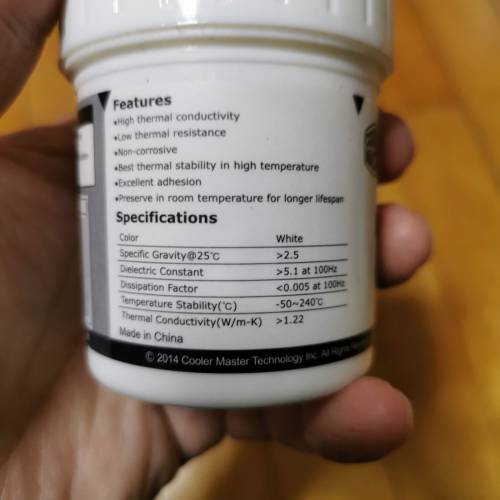 Features
•High thermal conductivity
•Low thermal resistance
•Non-corrosive
•Best thermal stability in high temperature
•Excellent adhesion
•Preserve in room temperature for longer lifespan
Specifications
Color White
Specific Gravity@25℃ >2.5
Dielectric Constant >5.1 at 100Hz
Dissipation Factor <0.005 at 100Hz
Temperature Stability(℃) -50~240℃
Thermal Conductivity(W/m-K) >1.22
Made in China
© 2014 Cooler Master Technology Inc. All Rights